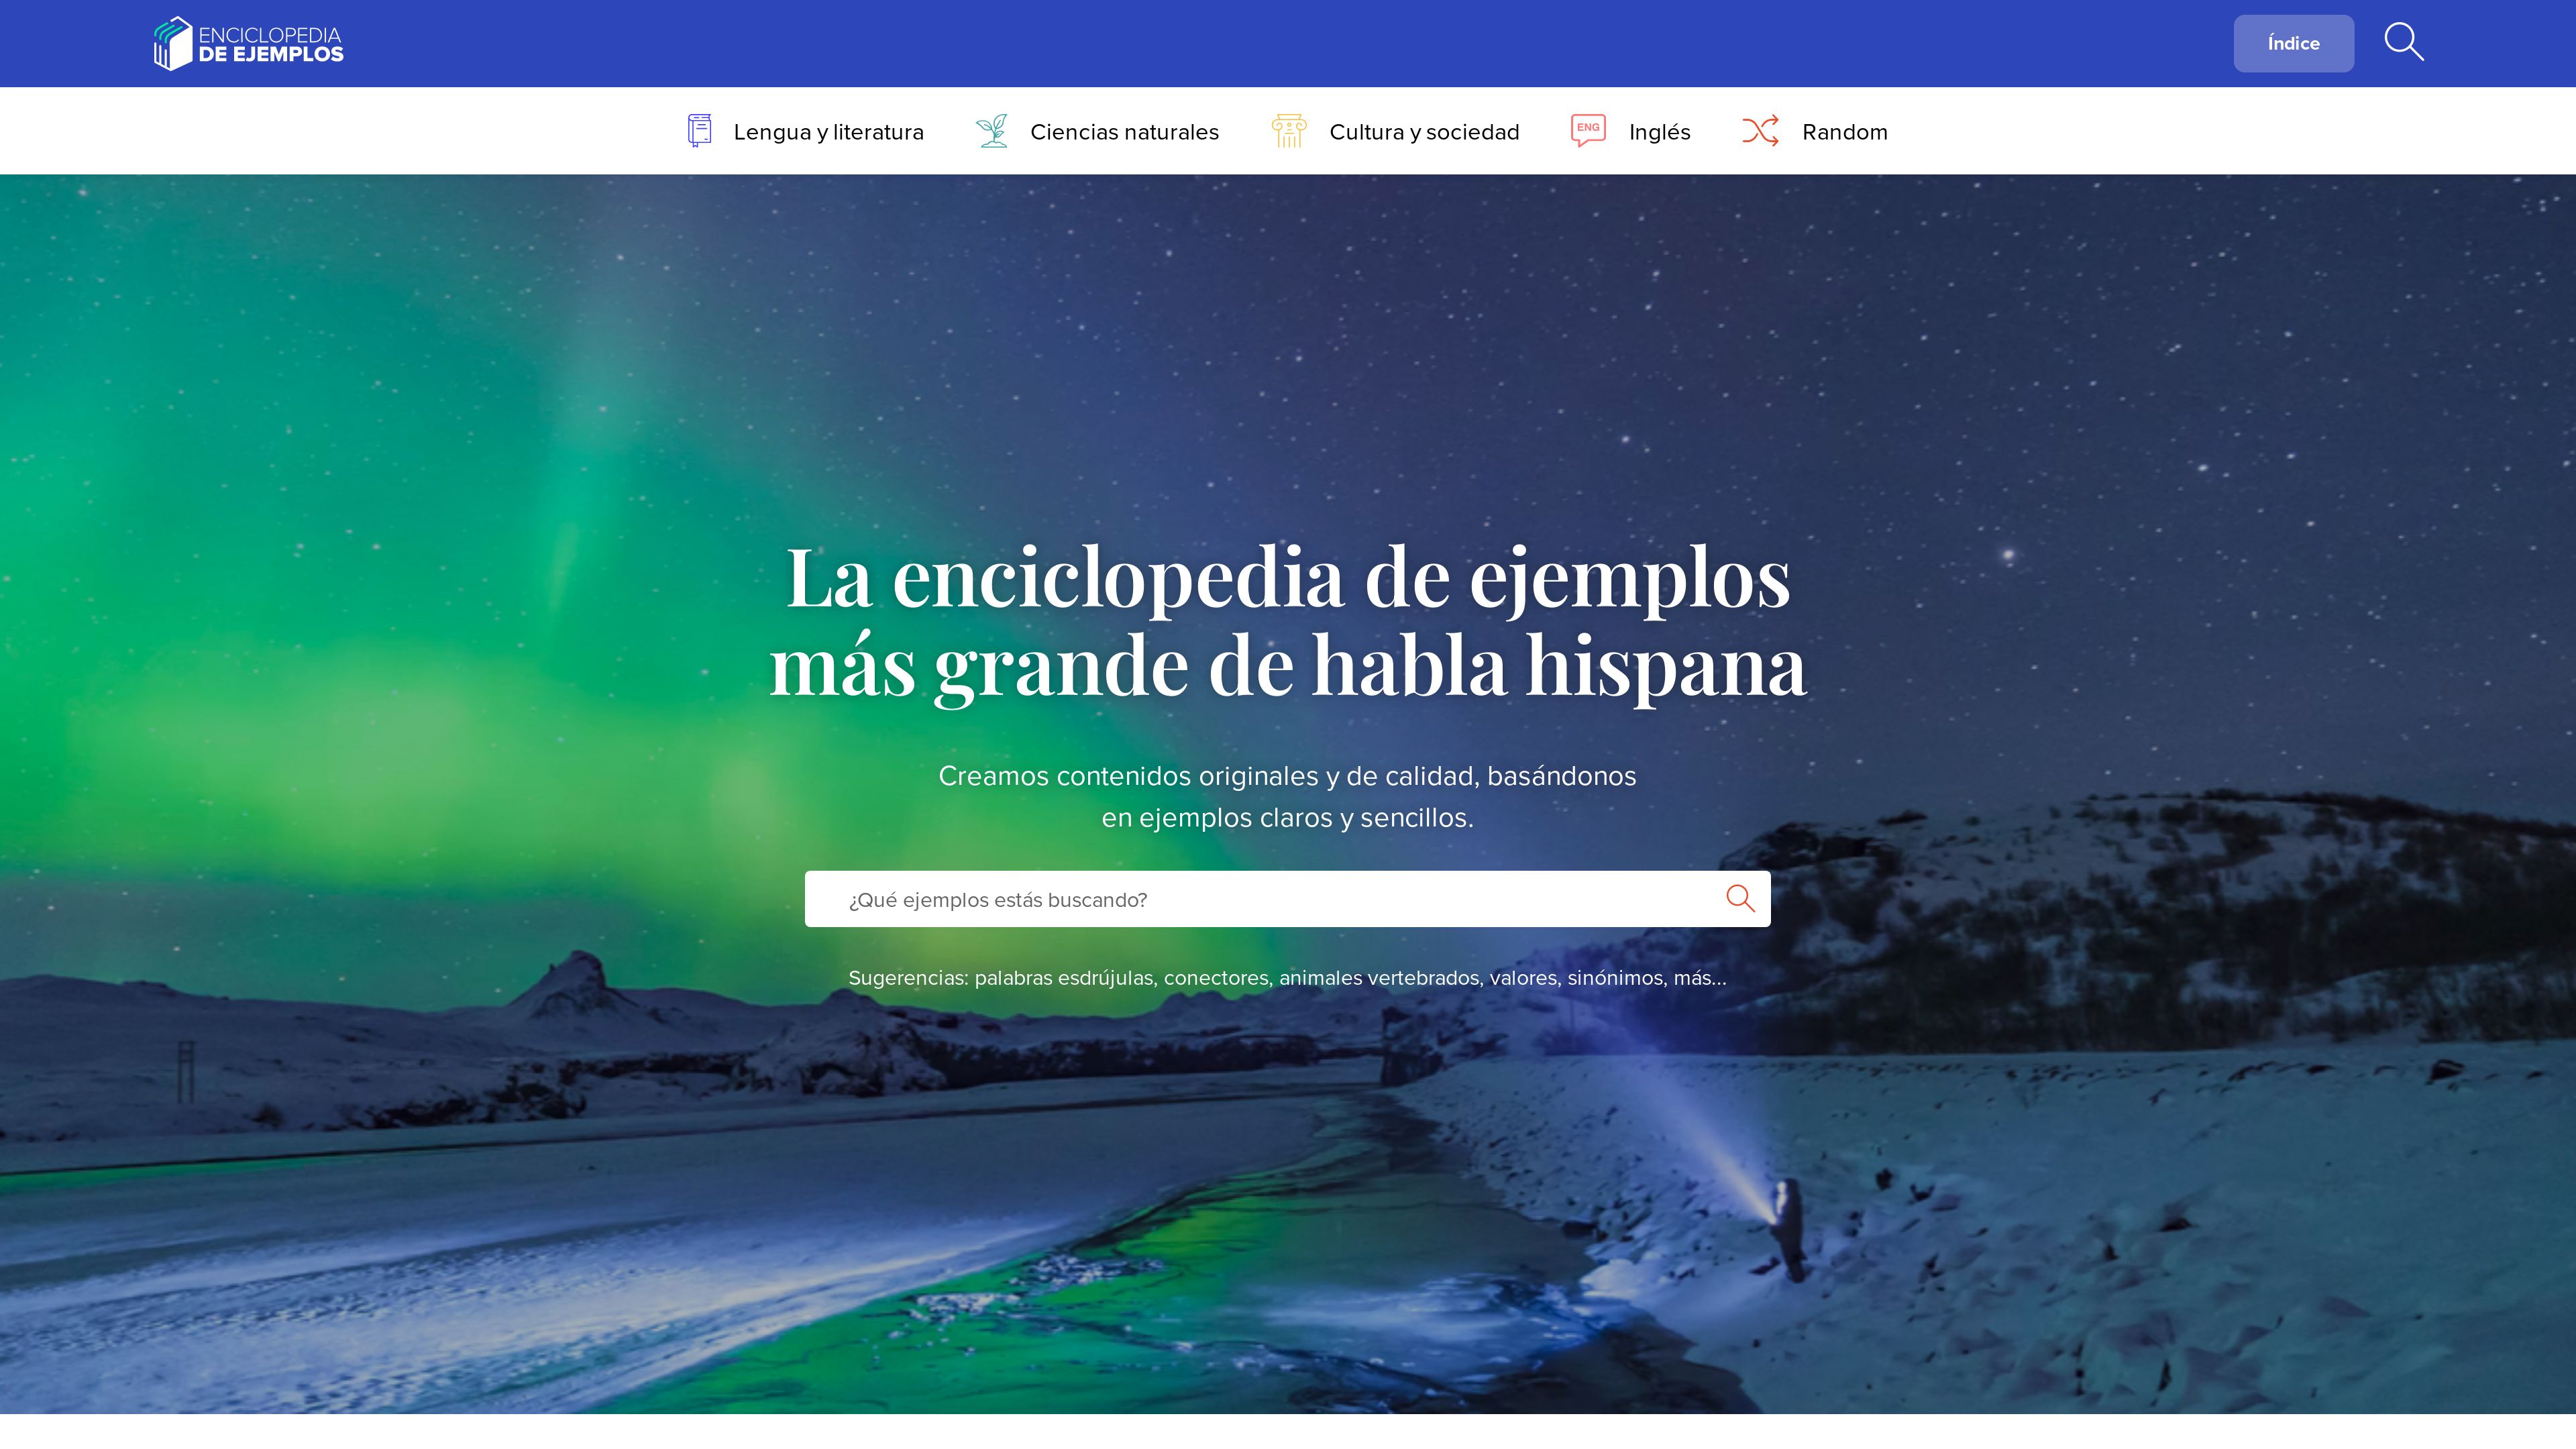 ENCICLOPEDIA
DE EJEMPLOS
Índice
Lengua y literatura
Ciencias naturales
Cultura y sociedad
ENG
Inglés
Random
La enciclopedia de ejemplos
más grande de habla hispana
Creamos contenidos originales y de calidad, basándonos
en ejemplos claros y sencillos.
¿Qué ejemplos estás buscando?
Sugerencias: palabras esdrújulas, conectores, animales vertebrados, valores, sinónimos, más...